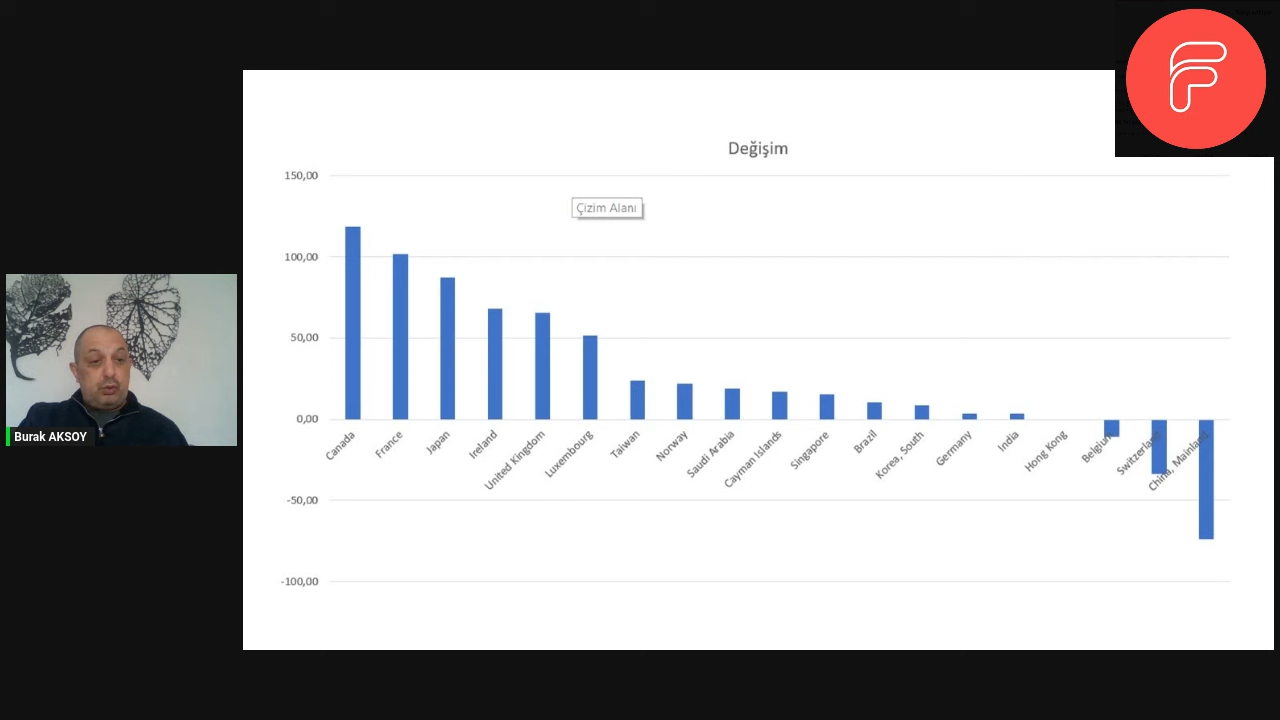 Değişim
150,00
Çizim Alanı
100,00
50,00
0,00
-50,00
-100,00
Canada
France
Japan
Ireland
United Kingdom
Luxembourg
Taiwan
Norway
Saudi Arabia
Cayman Islands
Singapore
Brazil
Korea, South
Germany
India
Hong Kong
Belgium
Switzerland
China, Mainland
Burak AKSOY